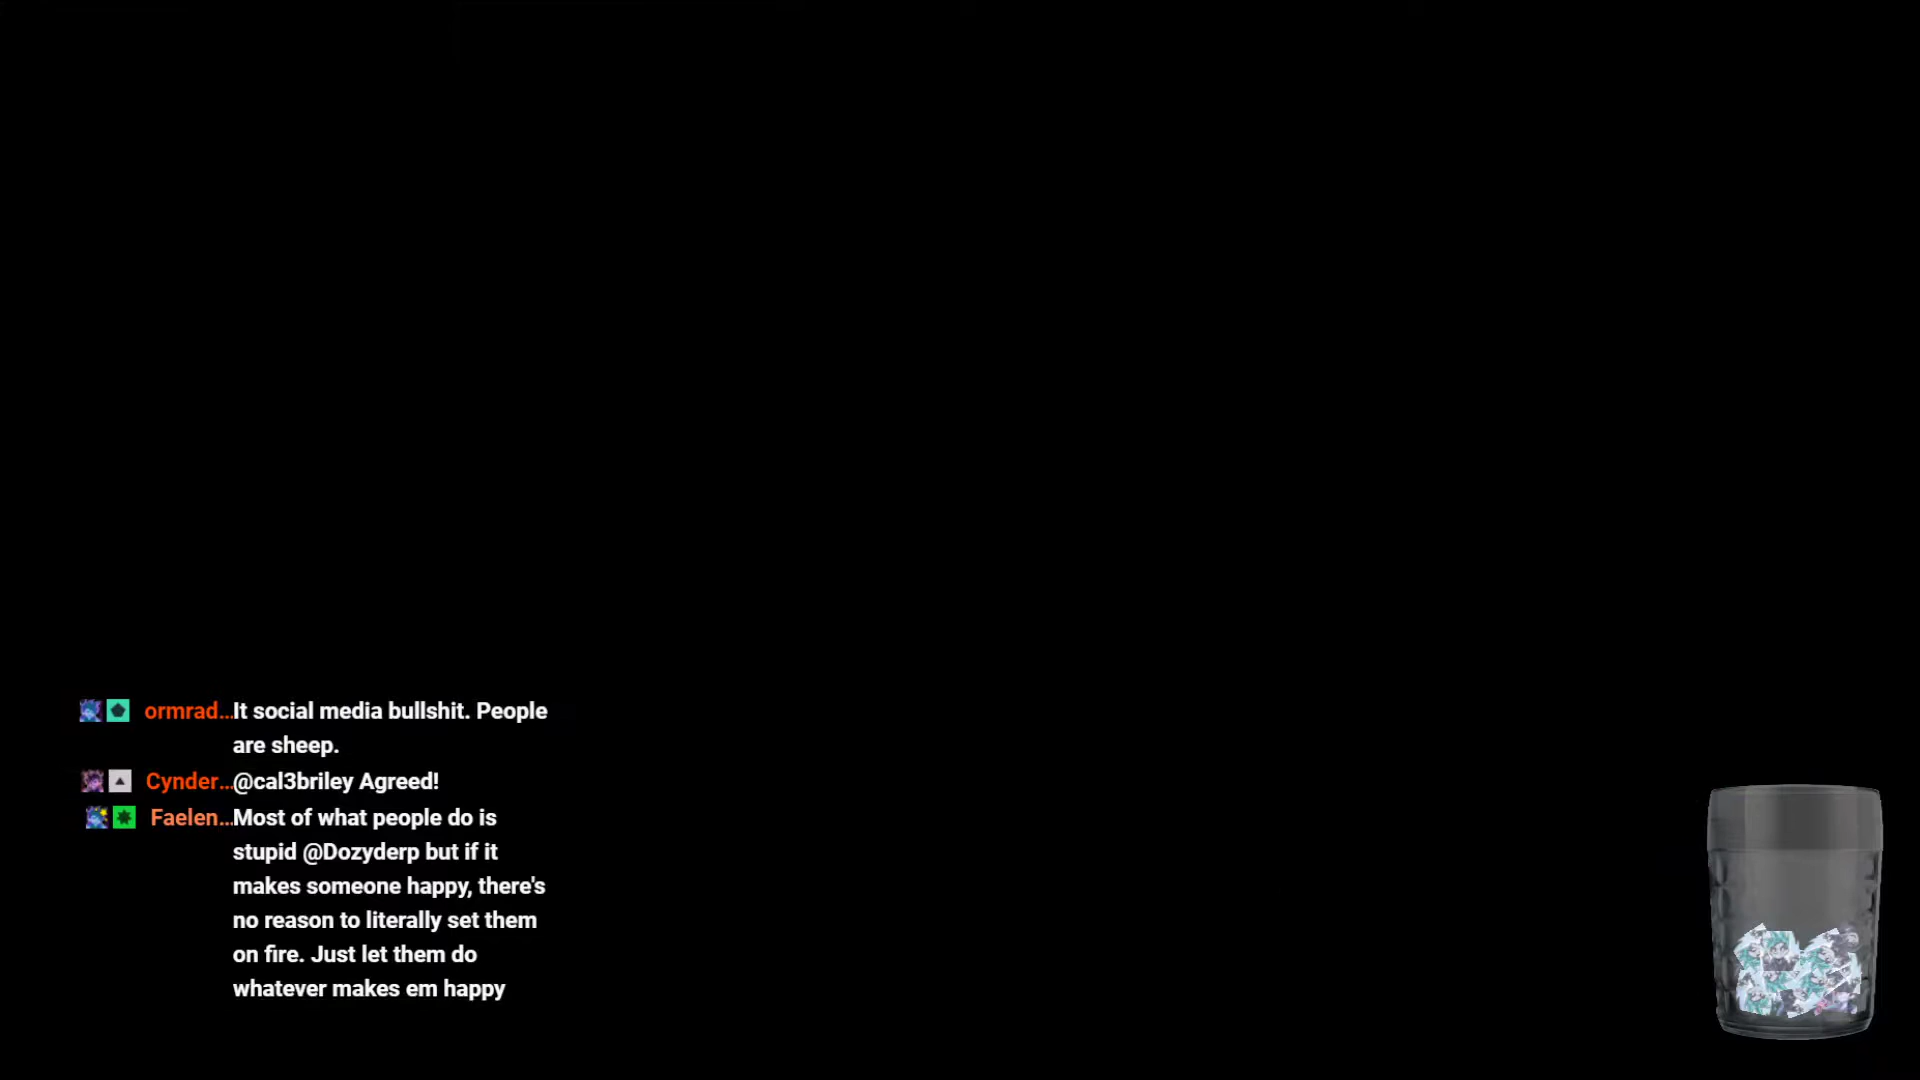 ormrad...It social media bullshit. People
are sheep.
Cynder...@cal3briley Agreed!
Faelen...Most of what people do is
stupid @Dozyderp but if it
makes someone happy, there's
no reason to literally set them
on fire. Just let them do
whatever makes em happy